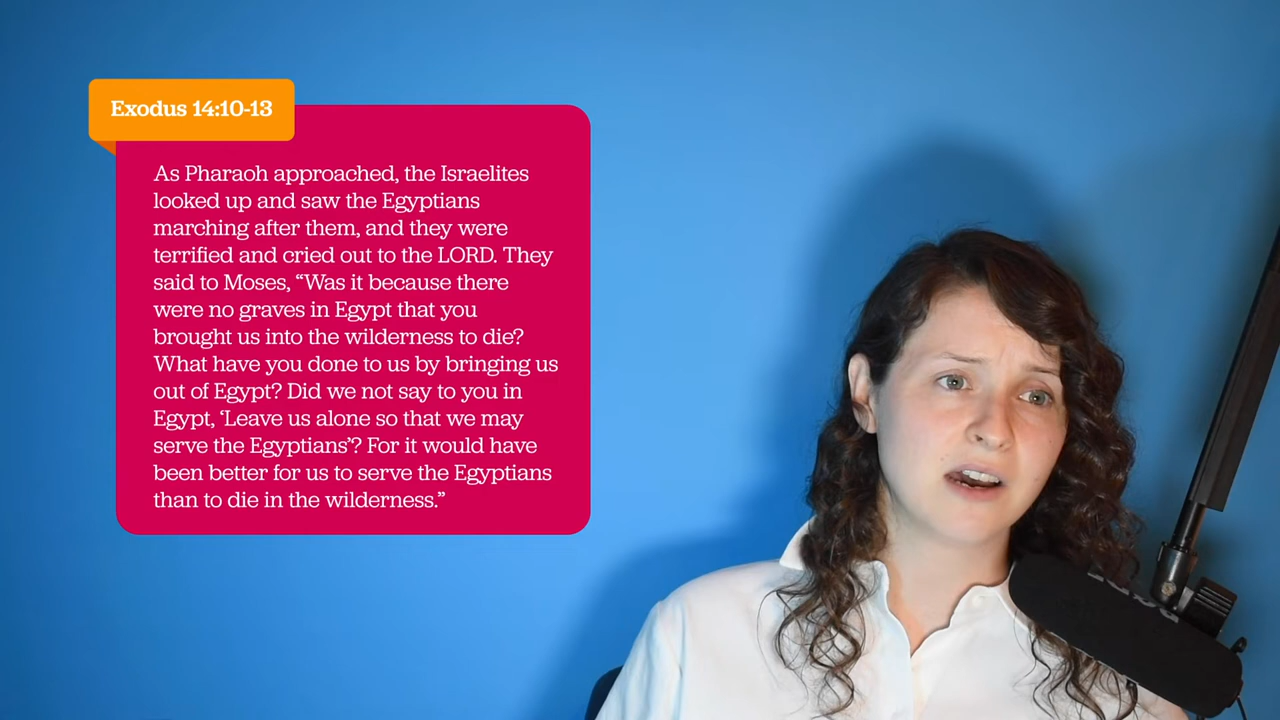 Exodus 14:10-13
As Pharaoh approached, the Israelites
looked up and saw the Egyptians
marching after them, and they were
terrified and cried out to the LORD. They
said to Moses, “Was it because there
were no graves in Egypt that you
brought us into the wilderness to die?
What have you done to us by bringing us
out of Egypt? Did we not say to you in
Egypt, ‘Leave us alone so that we may
serve the Egyptians’? For it would have
been better for us to serve the Egyptians
than to die in the wilderness.”